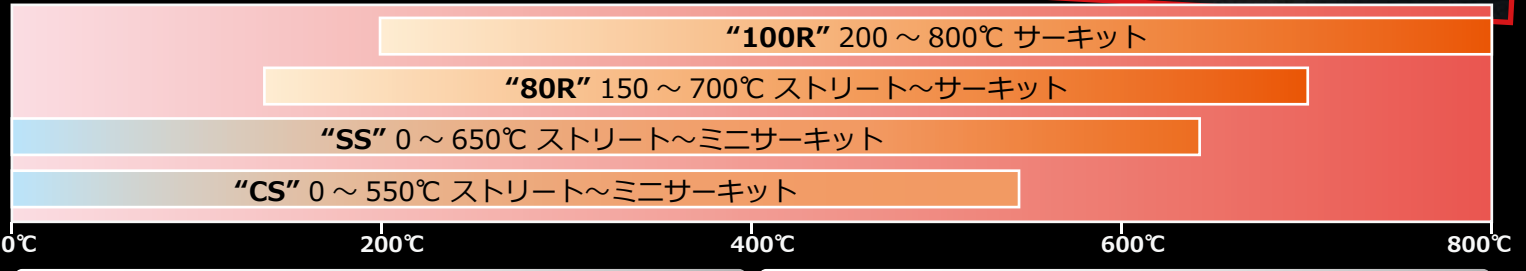 “100R” 200 ～ 800℃ サーキット
“80R” 150 ～ 700℃ ストリート～サーキット
“SS” 0 ～ 650℃ ストリート～ミニサーキット
“CS” 0 ～ 550℃ ストリート～ミニサーキット
0℃ 200℃ 400℃ 600℃ 800℃